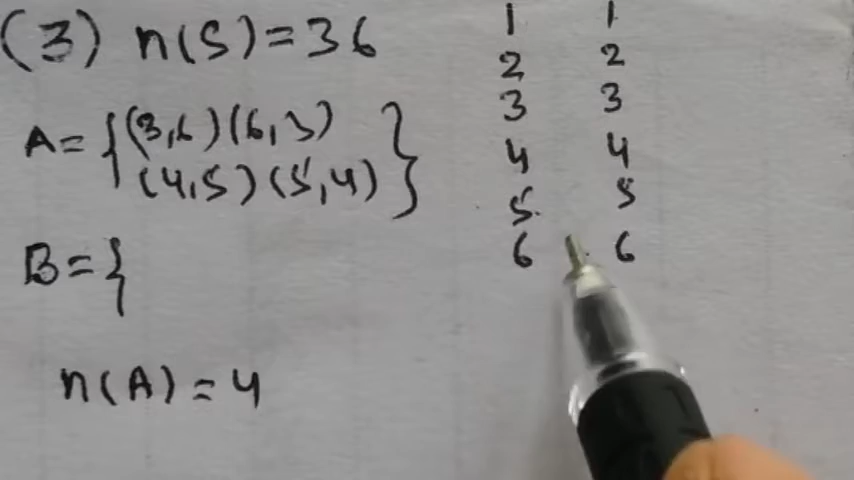 (3) n(S)=36
A={(3,6)(6,3)
(4,5)(5,4)}
B={
n(A)=4
1 1
2 2
3 3
4 4
5 5
6 6